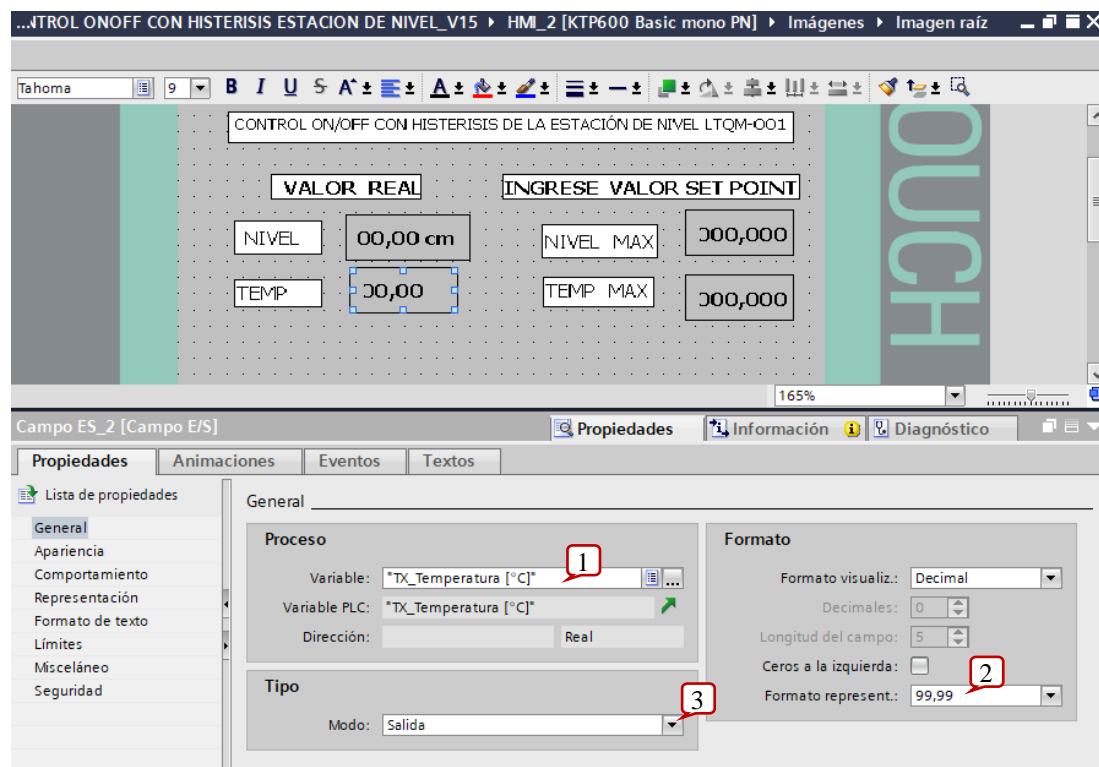 ...NTROL ONOFF CON HISTERISIS ESTACION DE NIVEL_V15 ▸ HMI_2 [KTP600 Basic mono PN] ▸ Imágenes ▸ Imagen raíz
Tahoma 9 B I U S A A
CONTROL ON/OFF CON HISTERISIS DE LA ESTACIÓN DE NIVEL LTQM-001
VALOR REAL INGRESE VALOR SET POINT
NIVEL 00,00 cm NIVEL MAX 000,000
TEMP 00,00 TEMP MAX 000,000
OUCH
165%
Campo ES_2 [Campo E/S] Propiedades Información Diagnóstico
Propiedades Animaciones Eventos Textos
Lista de propiedades
General
Apariencia
Comportamiento
Representación
Formato de texto
Límites
Misceláneo
Seguridad
General
Proceso
1
Variable: "TX_Temperatura [°C]" ...
Variable PLC: "TX_Temperatura [°C]"
Dirección: Real
Tipo
3
Modo: Salida
Formato
Formato visualiz.: Decimal
Decimales: 0
Longitud del campo: 5
Ceros a la izquierda:
2
Formato represent.: 99,99